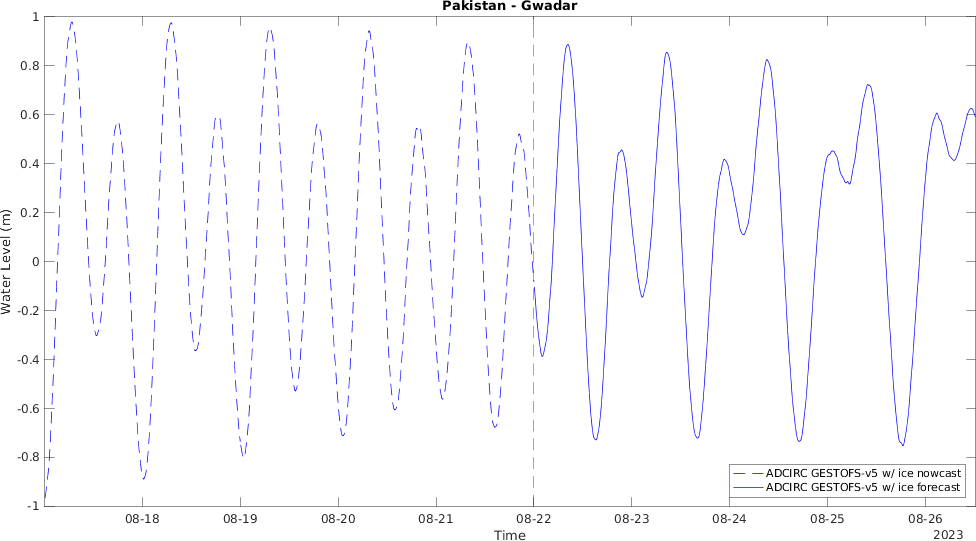 Pakistan - Gwadar
Water Level (m)
1
0.8
0.6
0.4
0.2
0
-0.2
-0.4
-0.6
-0.8
-1
ADCIRC GESTOFS-v5 w/ ice nowcast
ADCIRC GESTOFS-v5 w/ ice forecast
08-18 08-19 08-20 08-21 08-22 08-23 08-24 08-25 08-26
Time
2023